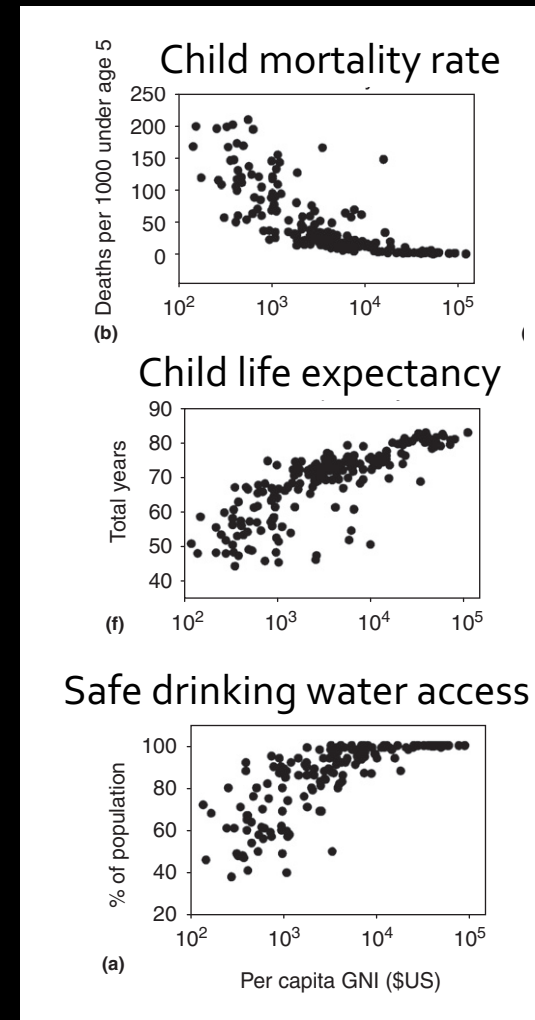 Child mortality rate
Deaths per 1000 under age 5
250
200
150
100
50
0
10²
10³
10⁴
10⁵
(b)
Child life expectancy
Total years
90
80
70
60
50
40
10²
10³
10⁴
10⁵
(f)
Safe drinking water access
% of population
100
80
60
40
20
10²
10³
10⁴
10⁵
(a)
Per capita GNI ($US)